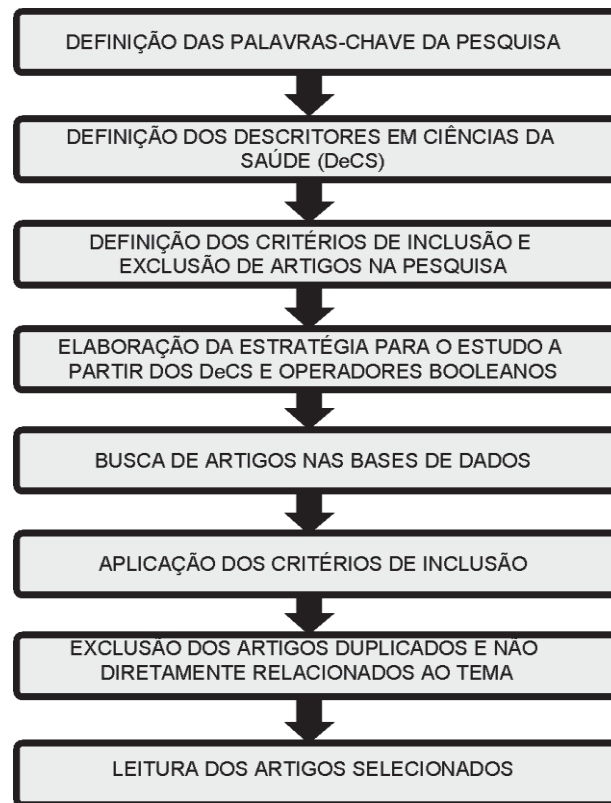 DEFINIÇÃO DAS PALAVRAS-CHAVE DA PESQUISA
DEFINIÇÃO DOS DESCRITORES EM CIÊNCIAS DA
SAÚDE (DeCS)
DEFINIÇÃO DOS CRITÉRIOS DE INCLUSÃO E
EXCLUSÃO DE ARTIGOS NA PESQUISA
ELABORAÇÃO DA ESTRATÉGIA PARA O ESTUDO A
PARTIR DOS DeCS E OPERADORES BOOLEANOS
BUSCA DE ARTIGOS NAS BASES DE DADOS
APLICAÇÃO DOS CRITÉRIOS DE INCLUSÃO
EXCLUSÃO DOS ARTIGOS DUPLICADOS E NÃO
DIRETAMENTE RELACIONADOS AO TEMA
LEITURA DOS ARTIGOS SELECIONADOS